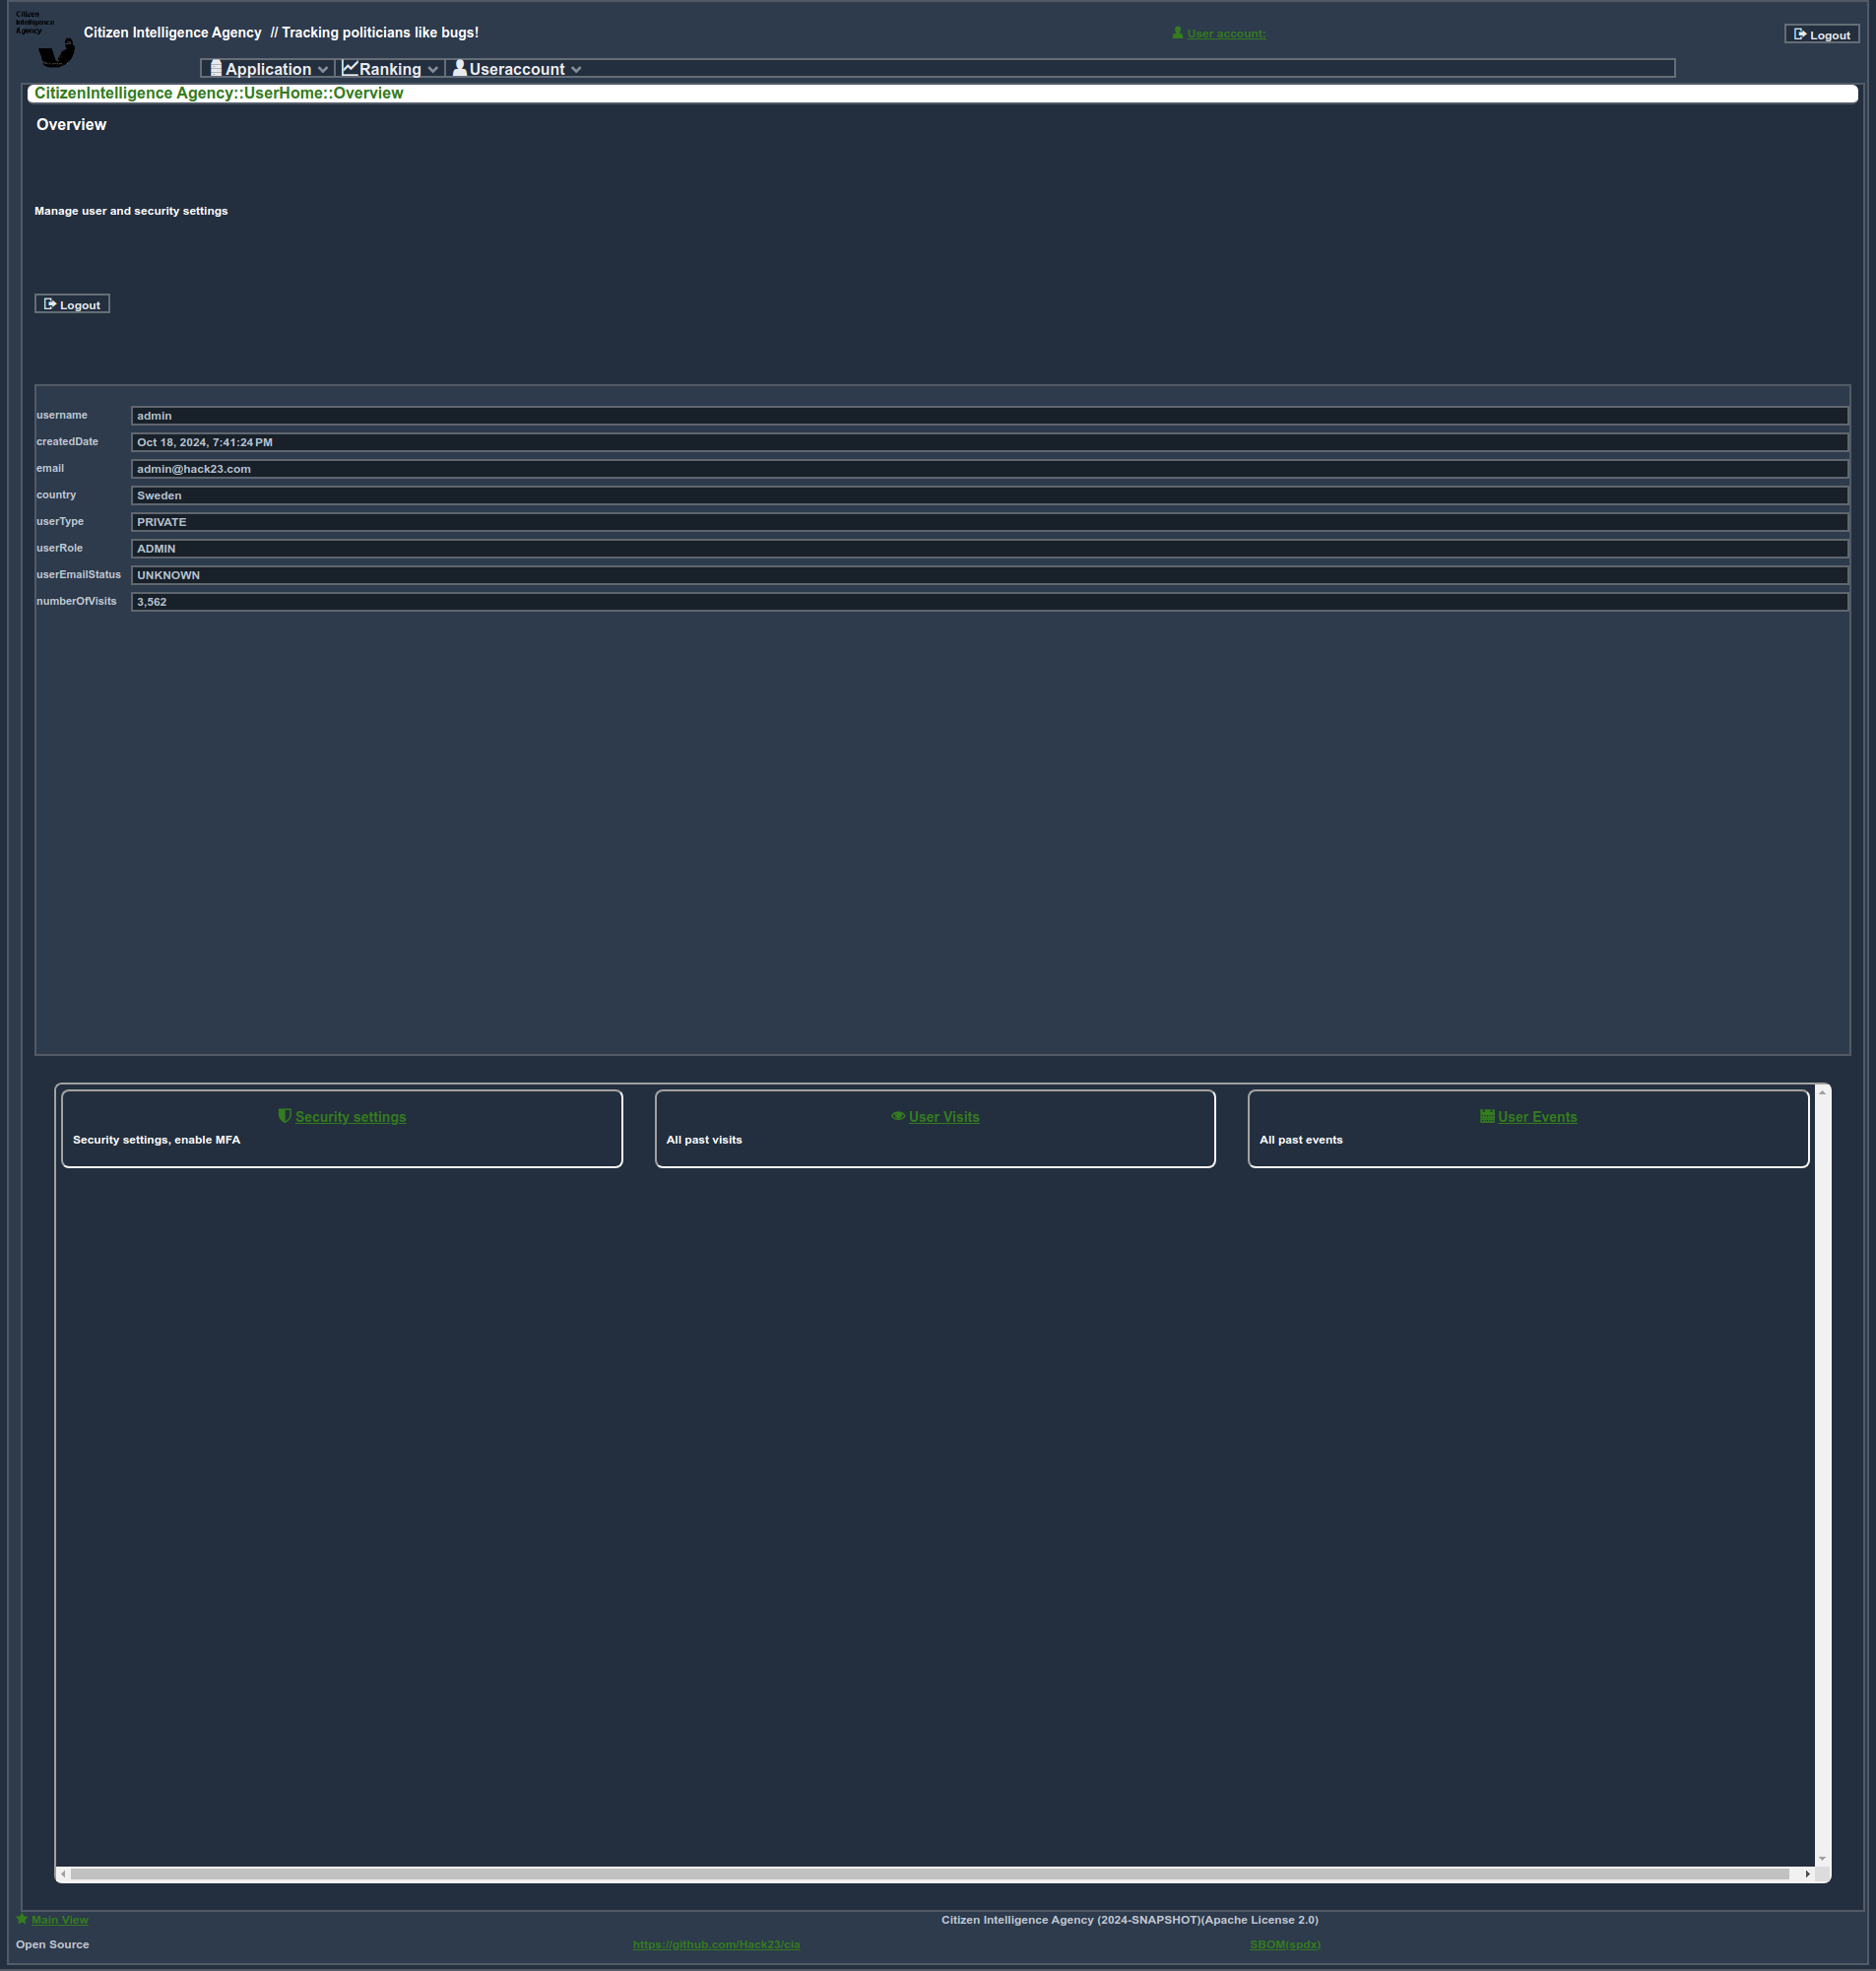 Citizen
Intelligence
Agency
Citizen Intelligence Agency // Tracking politicians like bugs!
User account:
Logout
Application
Ranking
Useraccount
CitizenIntelligence Agency::UserHome::Overview
Overview
Manage user and security settings
Logout
username admin
createdDate Oct 18, 2024, 7:41:24 PM
email admin@hack23.com
country Sweden
userType PRIVATE
userRole ADMIN
userEmailStatus UNKNOWN
numberOfVisits 3,562
Security settings
Security settings, enable MFA
User Visits
All past visits
User Events
All past events
Main View
Citizen Intelligence Agency (2024-SNAPSHOT)(Apache License 2.0)
Open Source
https://github.com/Hack23/cia
SBOM(spdx)